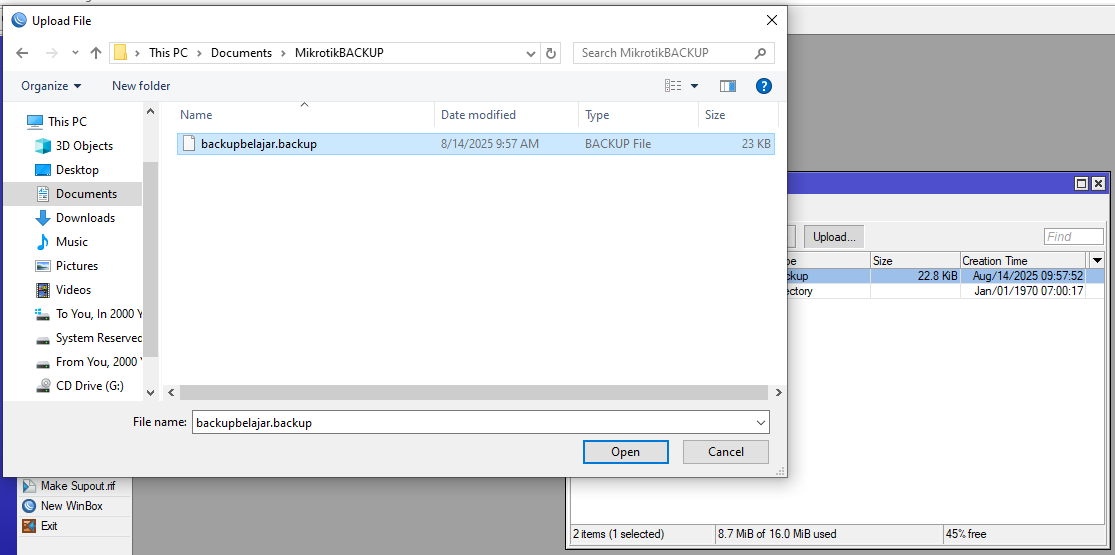 Upload File
This PC > Documents > MikrotikBACKUP
Search MikrotikBACKUP
Organize
New folder
?
Name
Date modified
Type
Size
This PC
3D Objects
Desktop
Documents
Downloads
Music
Pictures
Videos
To You, In 2000 Y
System Reserved
From You, 2000 Y
CD Drive (G:)
backupbelajar.backup 8/14/2025 9:57 AM BACKUP File 23 KB
File name: backupbelajar.backup
Open
Cancel
Upload...
Find
pe Size Creation Time
ckup 22.8 KiB Aug/14/2025 09:57:52
ectory Jan/01/1970 07:00:17
Make Supout.rif
New WinBox
Exit
2 items (1 selected) 8.7 MiB of 16.0 MiB used 45% free